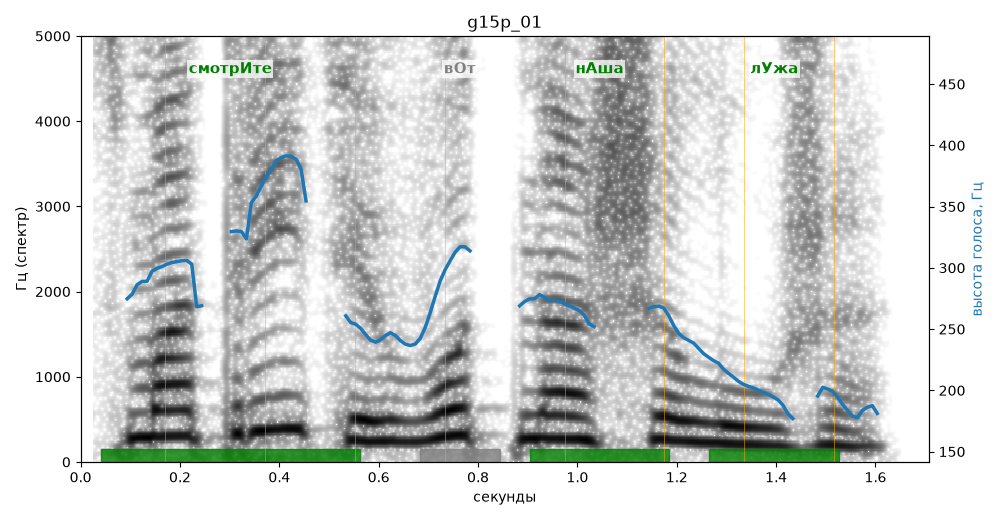 g15p_01
смотрИте
вОт
нАша
лУжа
5000
4000
3000
2000
1000
0
Гц (спектр)
450
400
350
300
250
200
150
высота голоса, Гц
0.0 0.2 0.4 0.6 0.8 1.0 1.2 1.4 1.6
секунды